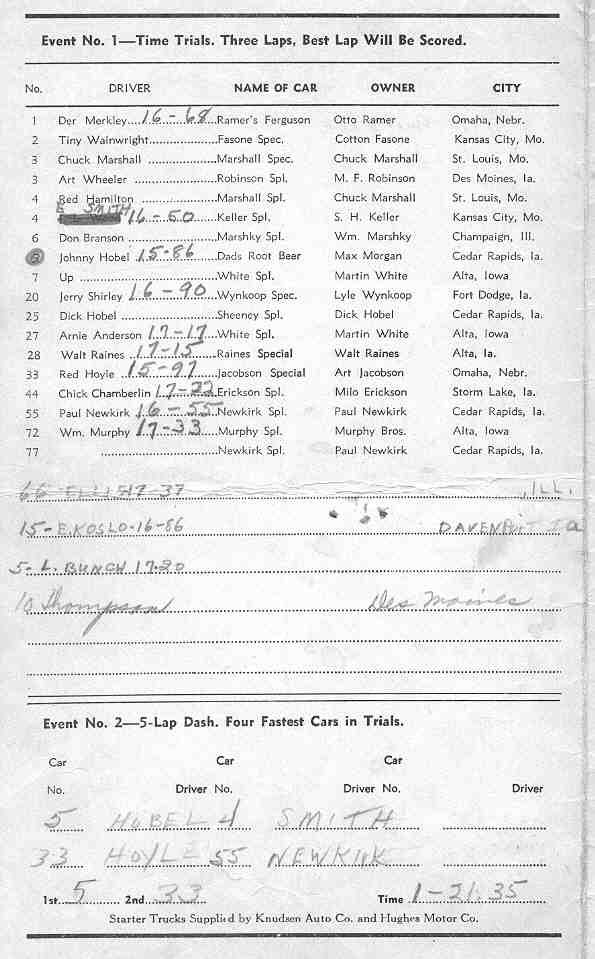 Event No. 1—Time Trials. Three Laps, Best Lap Will Be Scored.
No. DRIVER NAME OF CAR OWNER CITY
1 Der Merkley 16-68 Ramer's Ferguson Otto Ramer Omaha, Nebr.
2 Tiny Wainwright Fasone Spec. Cotton Fasone Kansas City, Mo.
3 Chuck Marshall Marshall Spec. Chuck Marshall St. Louis, Mo.
3 Art Wheeler Robinson Spl. M. F. Robinson Des Moines, Ia.
4 Red Hamilton Marshall Spl. Chuck Marshall St. Louis, Mo.
4 E SMITH 16-50 Keller Spl. S. H. Keller Kansas City, Mo.
6 Don Branson Marshky Spl. Wm. Marshky Champaign, Ill.
Johnny Hobel 15-86 Dads Root Beer Max Morgan Cedar Rapids, Ia.
7 Up White Spl. Martin White Alta, Iowa
20 Jerry Shirley 16-90 Wynkoop Spec. Lyle Wynkoop Fort Dodge, Ia.
25 Dick Hobel Sheeney Spl. Dick Hobel Cedar Rapids, Ia.
27 Arnie Anderson 17-17 White Spl. Martin White Alta, Iowa
28 Walt Raines 17-15 Raines Special Walt Raines Alta, Ia.
33 Red Hoyle 15-97 Jacobson Special Art Jacobson Omaha, Nebr.
44 Chick Chamberlin 17-22 Erickson Spl. Milo Erickson Storm Lake, Ia.
55 Paul Newkirk 16-55 Newkirk Spl. Paul Newkirk Cedar Rapids, Ia.
72 Wm. Murphy 17-33 Murphy Spl. Murphy Bros. Alta, Iowa
77 Newkirk Spl. Paul Newkirk Cedar Rapids, Ia.
66 17-37 ILL.
15-E.KOSLO-16-86 DAVENPORT Ia
5-L. BUNCH 17-20
10 Thompson Des Moines
Event No. 2—5-Lap Dash. Four Fastest Cars in Trials.
Car Car Car
No. Driver No. Driver No. Driver
5 HOBEL 4 SMITH
33 HOYLE 55 NEWKIRK
1st 5 2nd 33 Time 1-21:35
Starter Trucks Supplied by Knudsen Auto Co. and Hughes Motor Co.